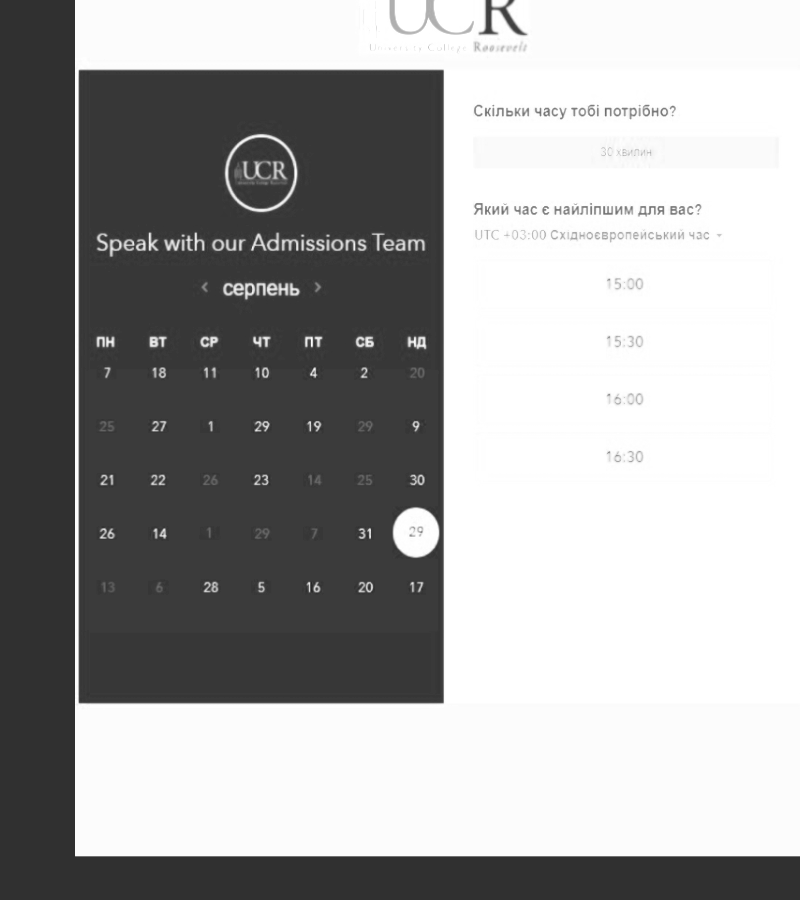 UCR
University College Roosevelt
UCR
Speak with our Admissions Team
‹ серпень ›
ПН ВТ СР ЧТ ПТ СБ НД
7 18 11 10 4 2 20
25 27 1 29 19 29 9
21 22 26 23 14 25 30
26 14 1 29 7 31 29
13 6 28 5 16 20 17
Скільки часу тобі потрібно?
30 хвилин
Який час є найліпшим для вас?
UTC +03:00 Східноєвропейський час
15:00
15:30
16:00
16:30